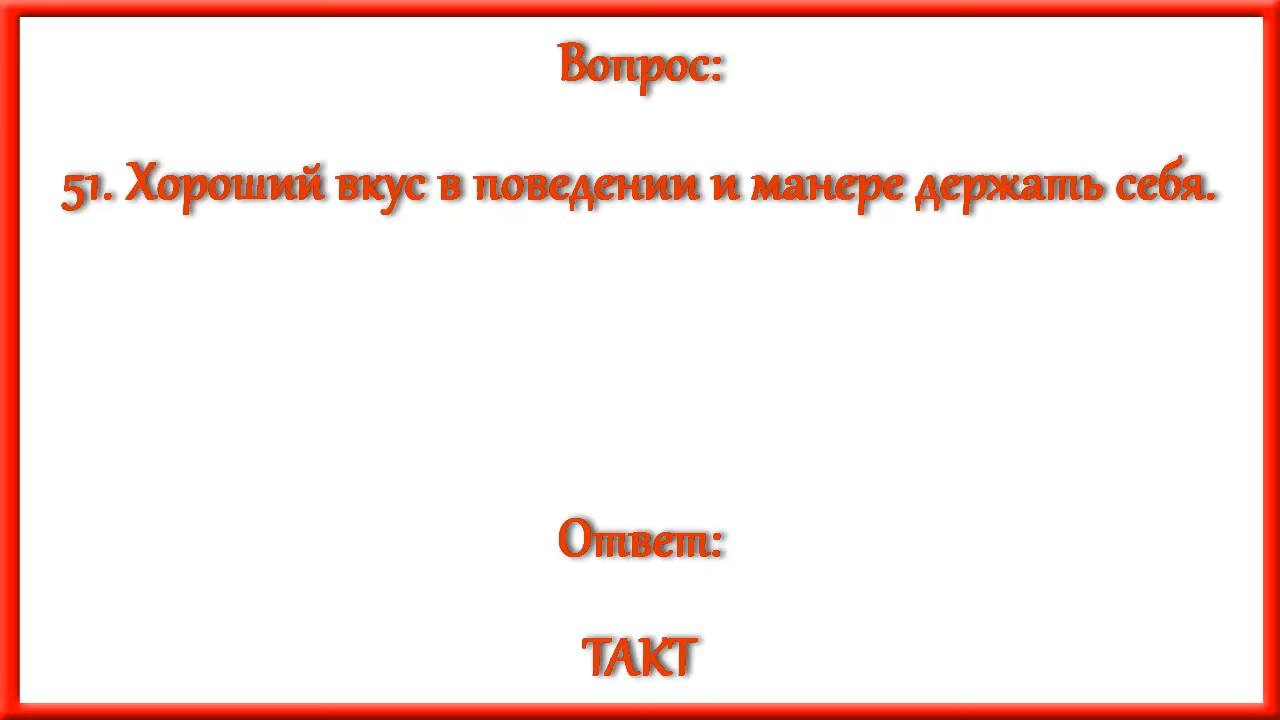 Вопрос:
51. Хороший вкус в поведении и манере держать себя.
Ответ:
ТАКТ